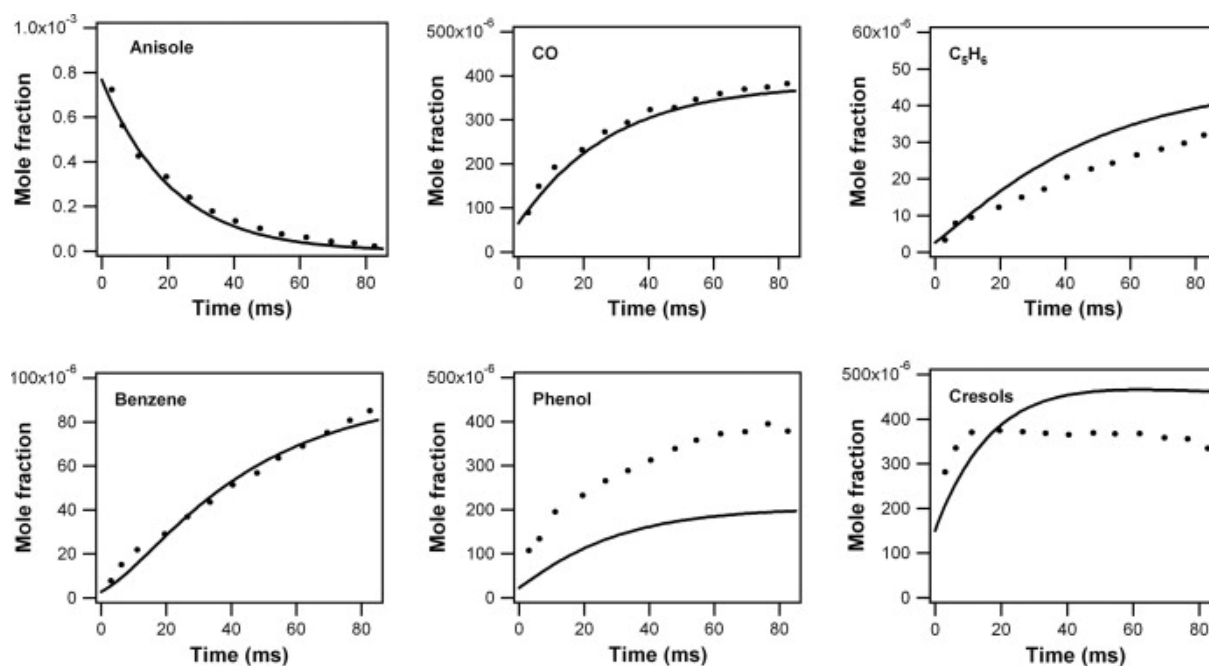 1.0x10⁻³
0.8
0.6
0.4
0.2
0.0
Mole fraction
Anisole
0 20 40 60 80
Time (ms)
500x10⁻⁶
400
300
200
100
0
Mole fraction
CO
0 20 40 60 80
Time (ms)
60x10⁻⁶
50
40
30
20
10
0
Mole fraction
C₅H₆
0 20 40 60 80
Time (ms)
100x10⁻⁶
80
60
40
20
0
Mole fraction
Benzene
0 20 40 60 80
Time (ms)
500x10⁻⁶
400
300
200
100
0
Mole fraction
Phenol
0 20 40 60 80
Time (ms)
500x10⁻⁶
400
300
200
100
0
Mole fraction
Cresols
0 20 40 60 80
Time (ms)